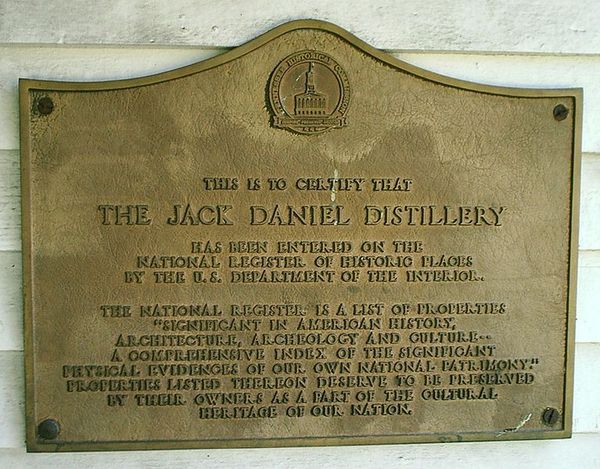 TENNESSEE HISTORICAL COMMISSION
THIS IS TO CERTIFY THAT
THE JACK DANIEL DISTILLERY
HAS BEEN ENTERED ON THE
NATIONAL REGISTER OF HISTORIC PLACES
BY THE U.S. DEPARTMENT OF THE INTERIOR.
THE NATIONAL REGISTER IS A LIST OF PROPERTIES
"SIGNIFICANT IN AMERICAN HISTORY,
ARCHITECTURE, ARCHEOLOGY AND CULTURE--
A COMPREHENSIVE INDEX OF THE SIGNIFICANT
PHYSICAL EVIDENCES OF OUR OWN NATIONAL PATRIMONY."
PROPERTIES LISTED THEREON DESERVE TO BE PRESERVED
BY THEIR OWNERS AS A PART OF THE CULTURAL
HERITAGE OF OUR NATION.